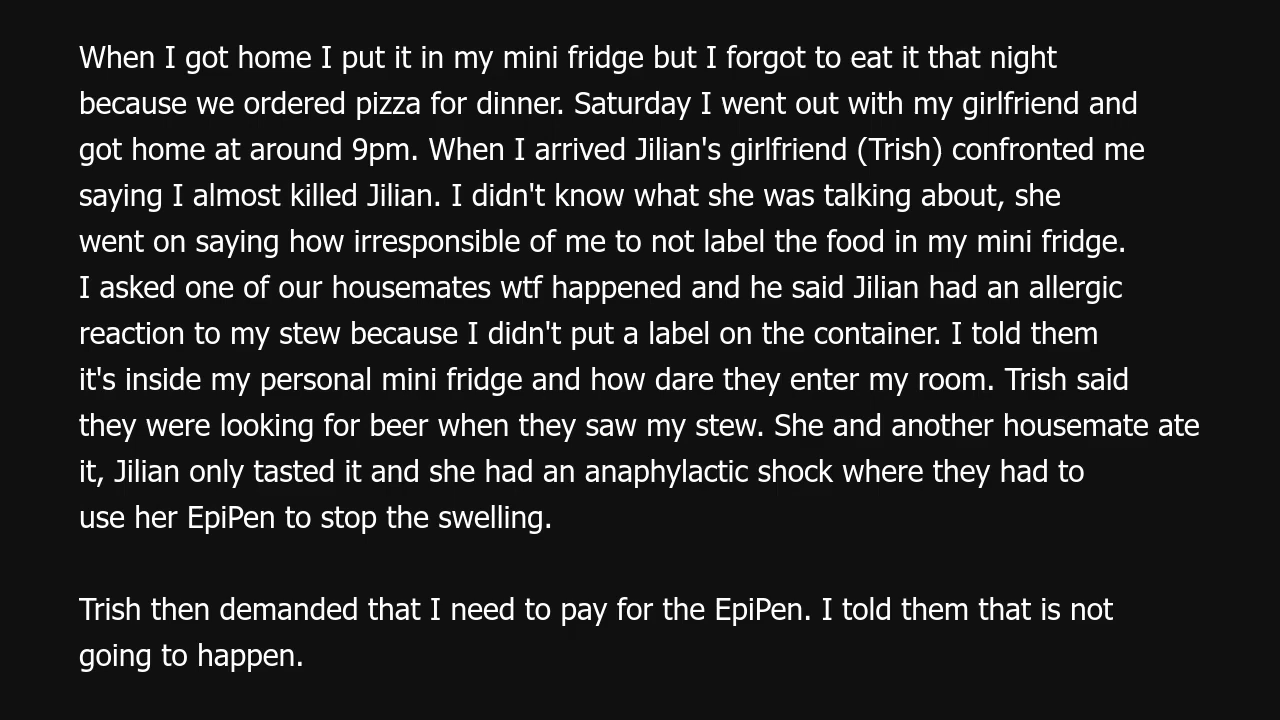 When I got home I put it in my mini fridge but I forgot to eat it that night
because we ordered pizza for dinner. Saturday I went out with my girlfriend and
got home at around 9pm. When I arrived Jilian's girlfriend (Trish) confronted me
saying I almost killed Jilian. I didn't know what she was talking about, she
went on saying how irresponsible of me to not label the food in my mini fridge.
I asked one of our housemates wtf happened and he said Jilian had an allergic
reaction to my stew because I didn't put a label on the container. I told them
it's inside my personal mini fridge and how dare they enter my room. Trish said
they were looking for beer when they saw my stew. She and another housemate ate
it, Jilian only tasted it and she had an anaphylactic shock where they had to
use her EpiPen to stop the swelling.
Trish then demanded that I need to pay for the EpiPen. I told them that is not
going to happen.